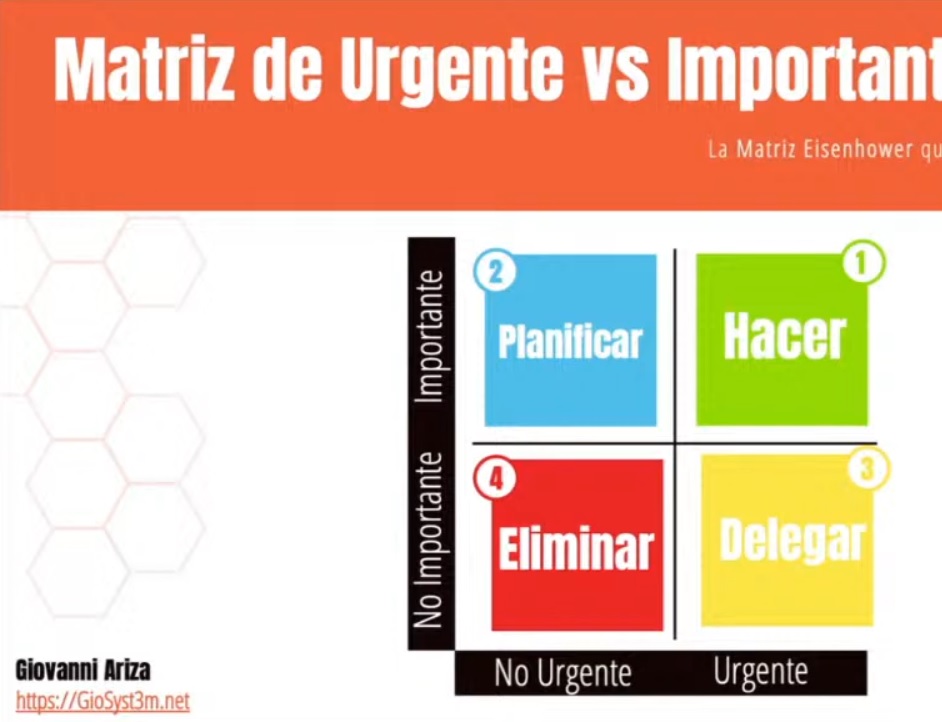 Matriz de Urgente vs Important
La Matriz Eisenhower qu
Importante
No Importante
2
Planificar
1
Hacer
4
Eliminar
3
Delegar
No Urgente
Urgente
Giovanni Ariza
https://GioSyst3m.net